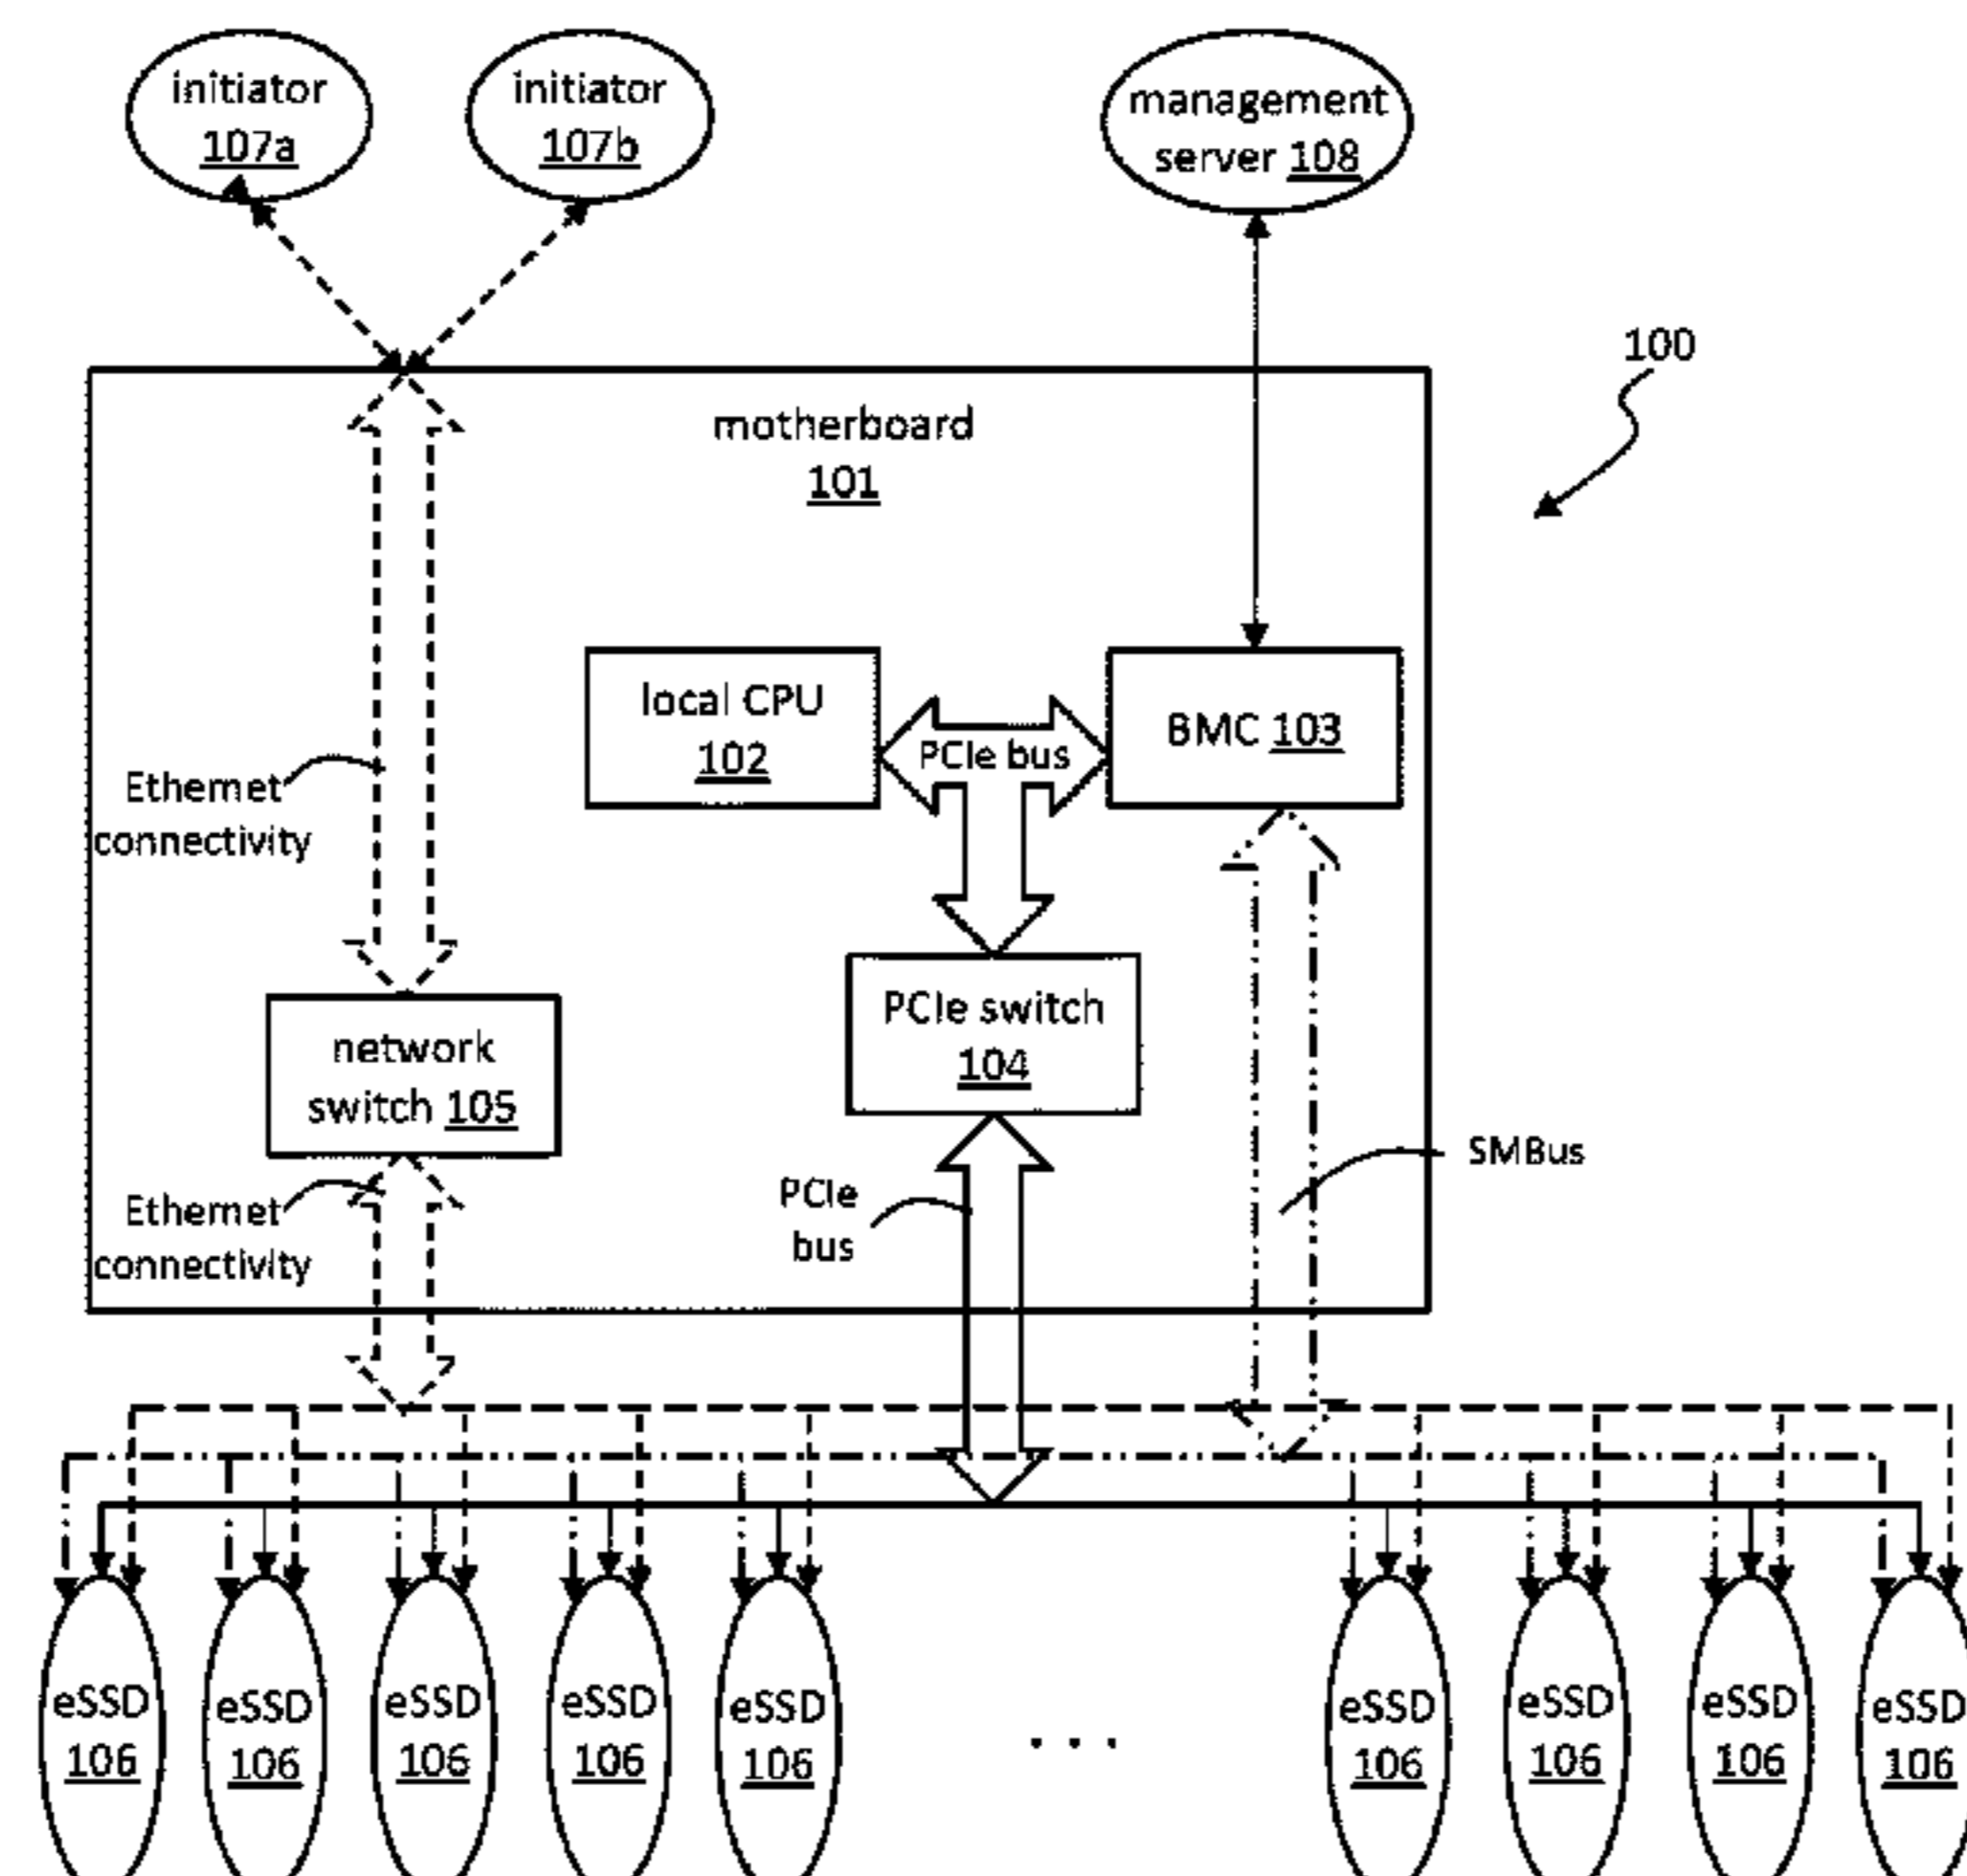 initiator
107a
initiator
107b
management
server 108
100
motherboard
101
local CPU
102
PCIe bus
BMC 103
Ethernet
connectivity
PCIe switch
104
network
switch 105
SMBus
PCIe
bus
Ethernet
connectivity
eSSD
106
eSSD
106
eSSD
106
eSSD
106
eSSD
106
. . .
eSSD
106
eSSD
106
eSSD
106
eSSD
106